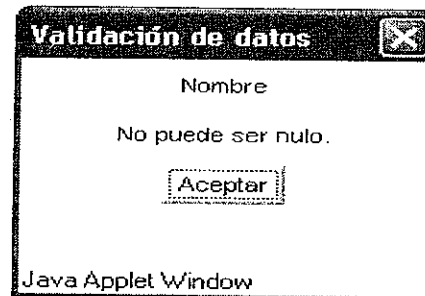 Validación de datos
Nombre
No puede ser nulo.
Aceptar
Java Applet Window